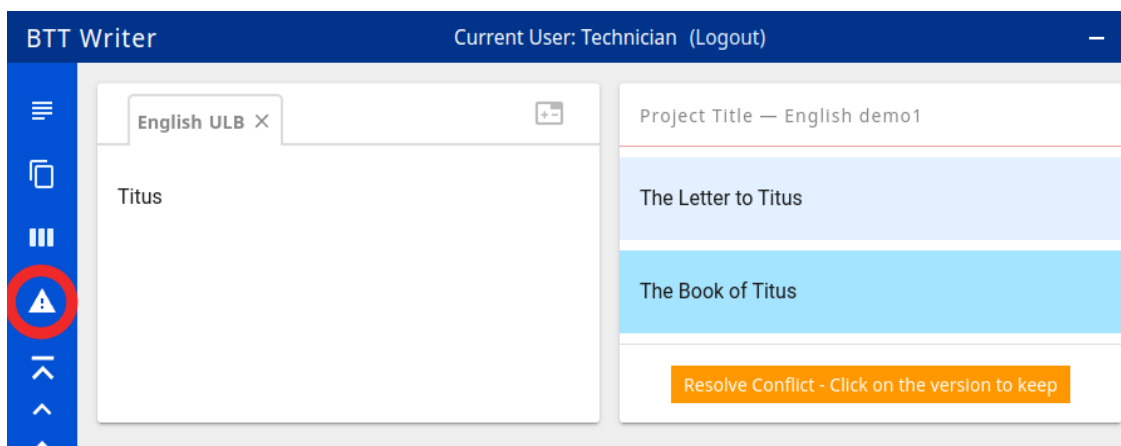 BTT Writer
Current User: Technician (Logout)
English ULB
Titus
Project Title — English demo1
The Letter to Titus
The Book of Titus
Resolve Conflict - Click on the version to keep